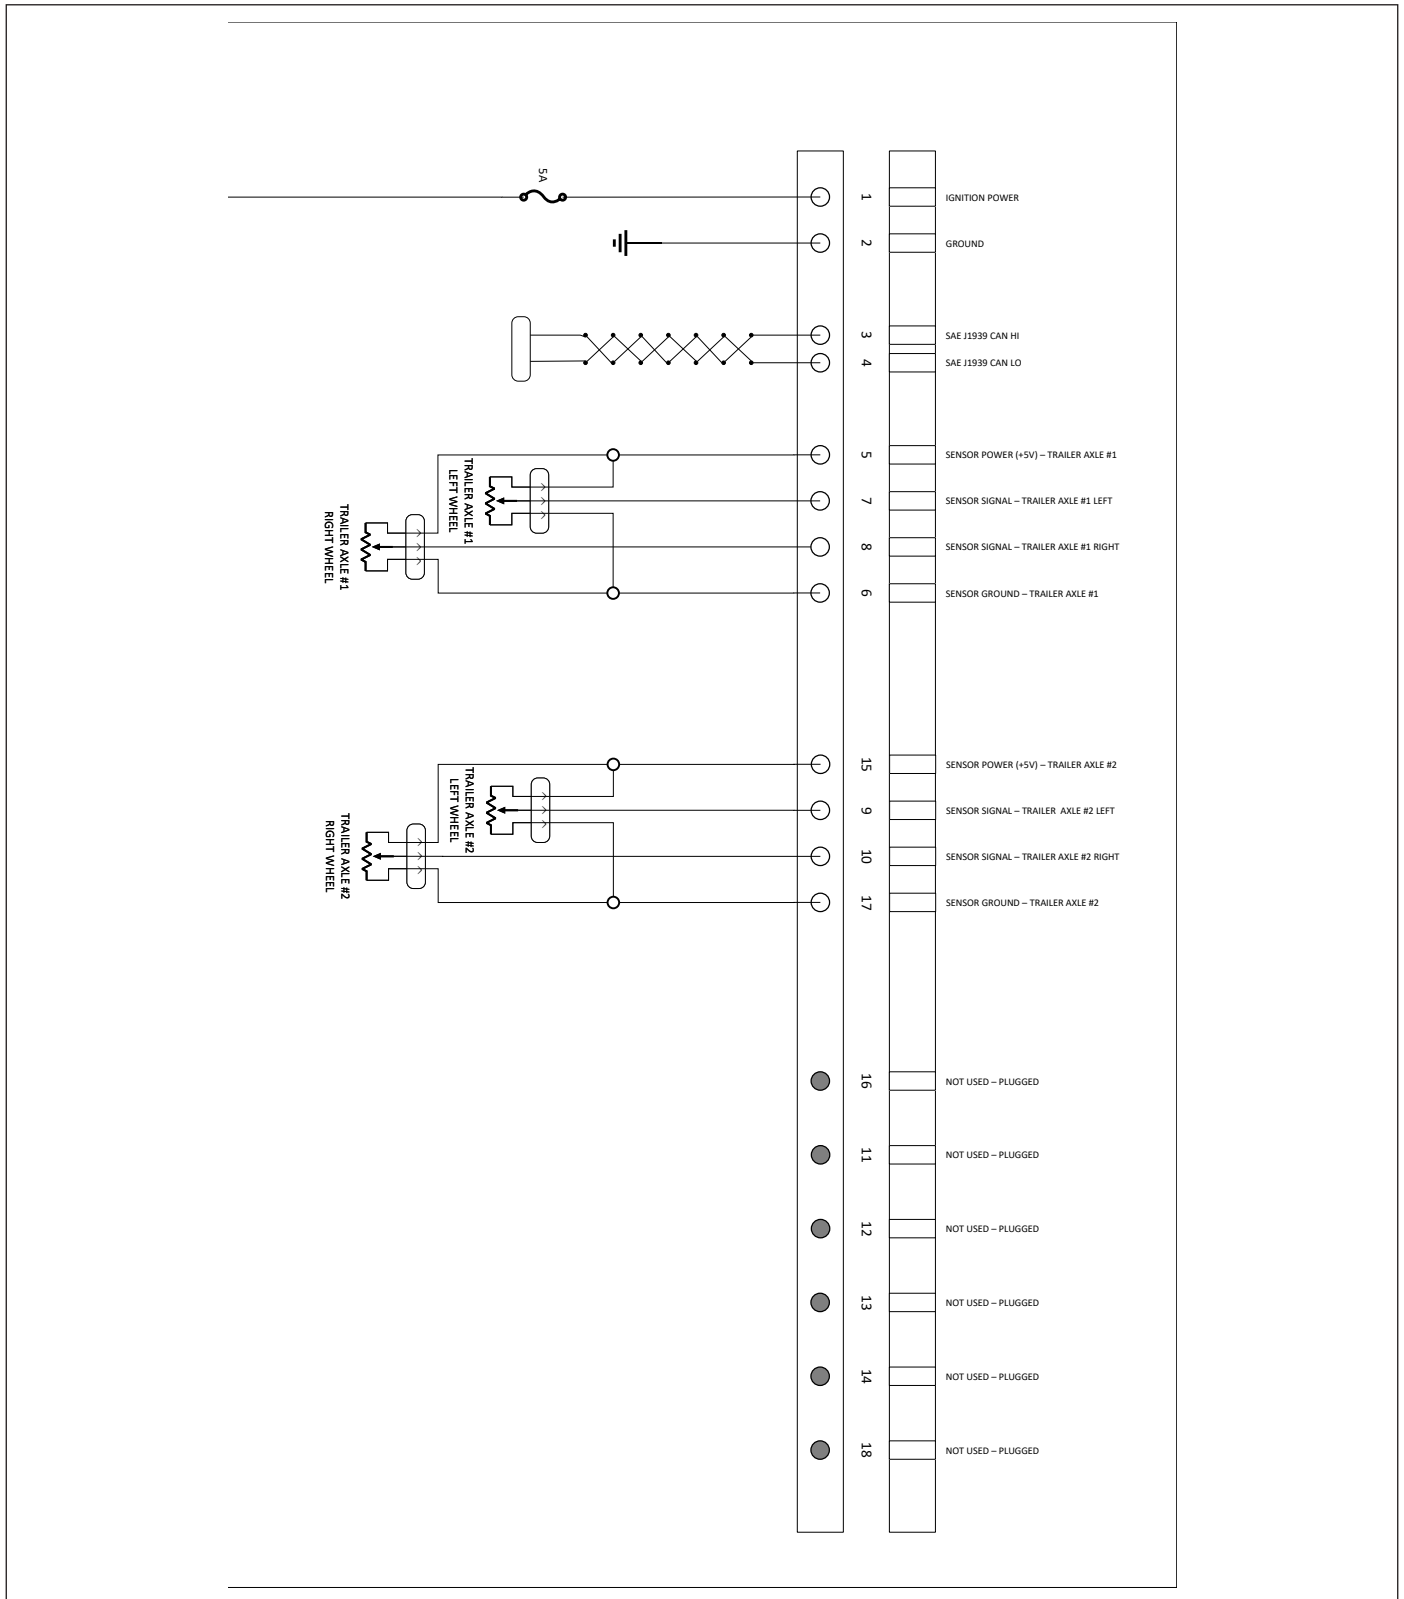 5A
1
IGNITION POWER
2
GROUND
3
SAE J1939 CAN HI
4
SAE J1939 CAN LO
5
SENSOR POWER (+5V) – TRAILER AXLE #1
7
SENSOR SIGNAL – TRAILER AXLE #1 LEFT
8
SENSOR SIGNAL – TRAILER AXLE #1 RIGHT
6
SENSOR GROUND – TRAILER AXLE #1
TRAILER AXLE #1
LEFT WHEEL
TRAILER AXLE #1
RIGHT WHEEL
15
SENSOR POWER (+5V) – TRAILER AXLE #2
9
SENSOR SIGNAL – TRAILER AXLE #2 LEFT
10
SENSOR SIGNAL – TRAILER AXLE #2 RIGHT
17
SENSOR GROUND – TRAILER AXLE #2
TRAILER AXLE #2
LEFT WHEEL
TRAILER AXLE #2
RIGHT WHEEL
16
NOT USED – PLUGGED
11
NOT USED – PLUGGED
12
NOT USED – PLUGGED
13
NOT USED – PLUGGED
14
NOT USED – PLUGGED
18
NOT USED – PLUGGED